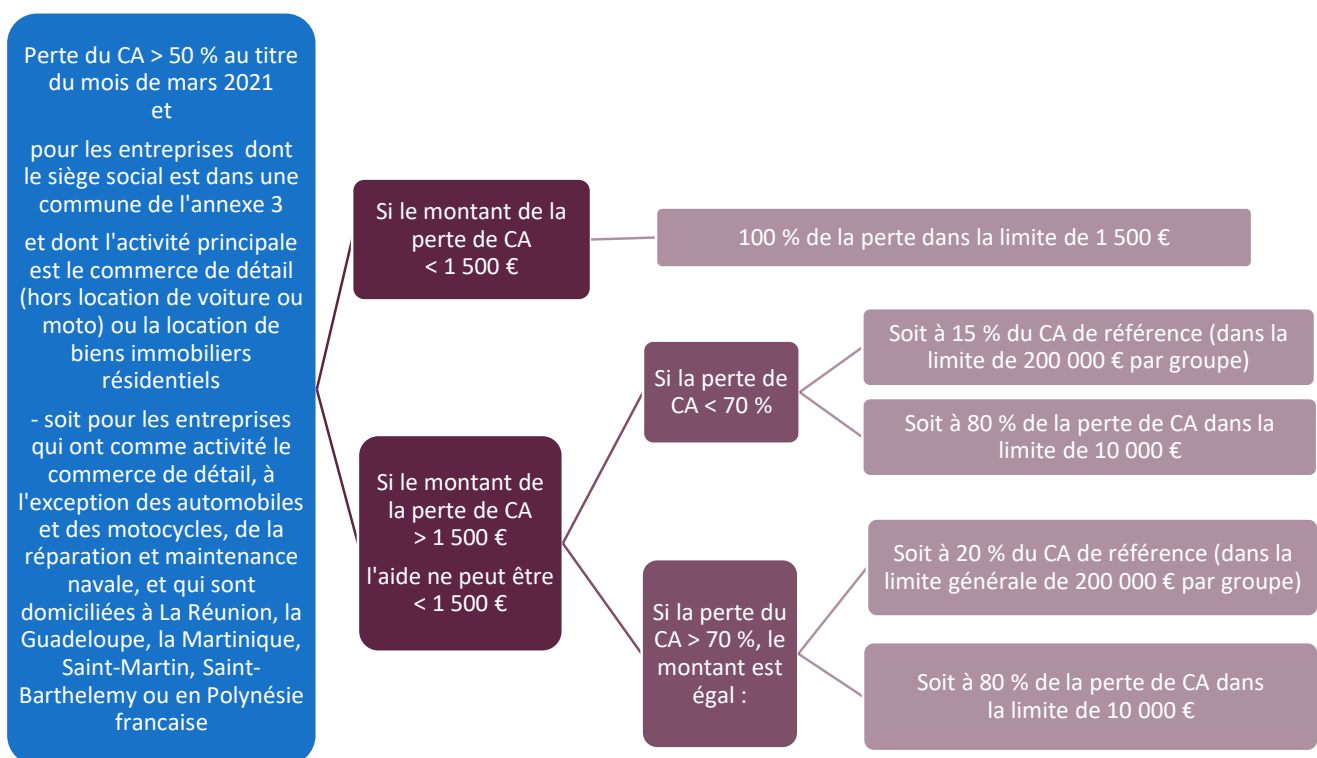 Perte du CA > 50 % au titre
du mois de mars 2021
et
pour les entreprises dont
le siège social est dans une
commune de l'annexe 3
et dont l'activité principale
est le commerce de détail
(hors location de voiture ou
moto) ou la location de
biens immobiliers
résidentiels
- soit pour les entreprises
qui ont comme activité le
commerce de détail, à
l'exception des automobiles
et des motocycles, de la
réparation et maintenance
navale, et qui sont
domiciliées à La Réunion, la
Guadeloupe, la Martinique,
Saint-Martin, Saint-
Barthelemy ou en Polynésie
francaise
Si le montant de la
perte de CA
< 1 500 €
100 % de la perte dans la limite de 1 500 €
Si le montant de
la perte de CA
> 1 500 €
l'aide ne peut être
< 1 500 €
Si la perte de
CA < 70 %
Soit à 15 % du CA de référence (dans la
limite de 200 000 € par groupe)
Soit à 80 % de la perte de CA dans la
limite de 10 000 €
Si la perte du
CA > 70 %, le
montant est
égal :
Soit à 20 % du CA de référence (dans la
limite générale de 200 000 € par groupe)
Soit à 80 % de la perte de CA dans
la limite de 10 000 €